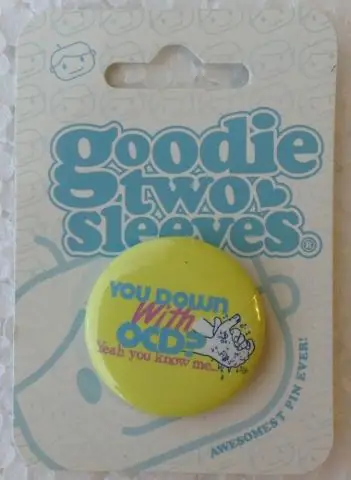 goodie
two
sleeves®
YOU DOWN
With
OCD?
Yeah you know me...
AWESOMEST PIN EVER!